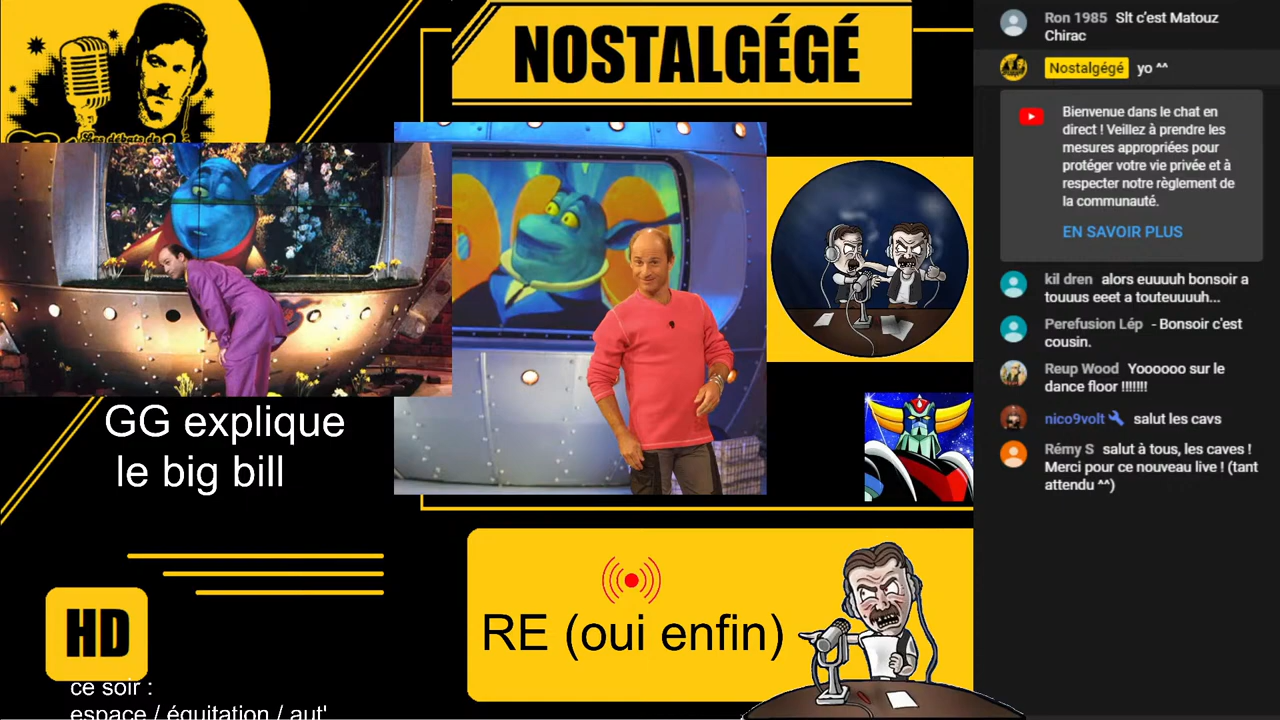 Les débats de
NOSTALGÉGÉ
GG explique
le big bill
HD
ce soir :
espace / équitation / aut'
RE (oui enfin)
Ron 1985 Slt c'est Matouz
Chirac
Nostalgégé yo ^^
Bienvenue dans le chat en
direct ! Veillez à prendre les
mesures appropriées pour
protéger votre vie privée et à
respecter notre règlement de
la communauté.
EN SAVOIR PLUS
kil dren alors euuuuh bonsoir a
touuus eeet a touteuuuuh...
Perefusion Lép - Bonsoir c'est
cousin.
Reup Wood Yoooooo sur le
dance floor !!!!!!!
nico9volt salut les cavs
Rémy S salut à tous, les caves !
Merci pour ce nouveau live ! (tant
attendu ^^)